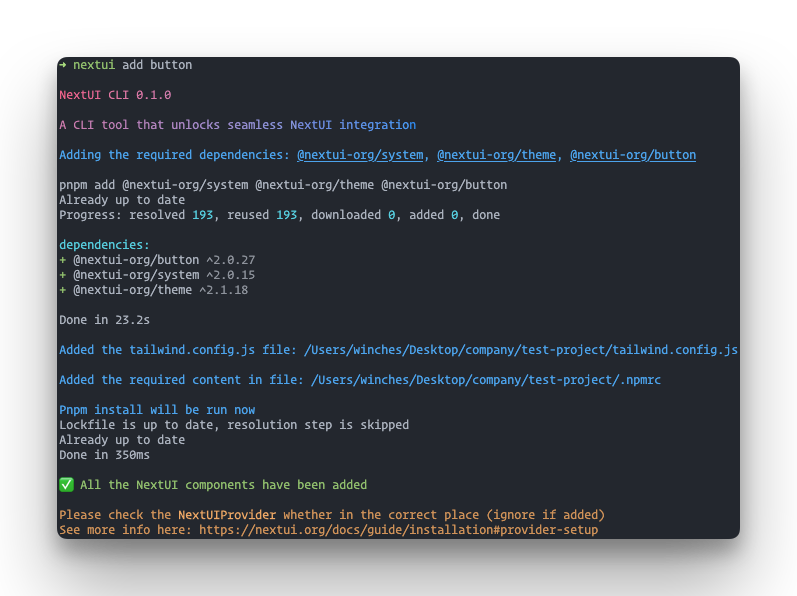 → nextui add button
NextUI CLI 0.1.0
A CLI tool that unlocks seamless NextUI integration
Adding the required dependencies: @nextui-org/system, @nextui-org/theme, @nextui-org/button
pnpm add @nextui-org/system @nextui-org/theme @nextui-org/button
Already up to date
Progress: resolved 193, reused 193, downloaded 0, added 0, done
dependencies:
+ @nextui-org/button ^2.0.27
+ @nextui-org/system ^2.0.15
+ @nextui-org/theme ^2.1.18
Done in 23.2s
Added the tailwind.config.js file: /Users/winches/Desktop/company/test-project/tailwind.config.js
Added the required content in file: /Users/winches/Desktop/company/test-project/.npmrc
Pnpm install will be run now
Lockfile is up to date, resolution step is skipped
Already up to date
Done in 350ms
✅ All the NextUI components have been added
Please check the NextUIProvider whether in the correct place (ignore if added)
See more info here: https://nextui.org/docs/guide/installation#provider-setup